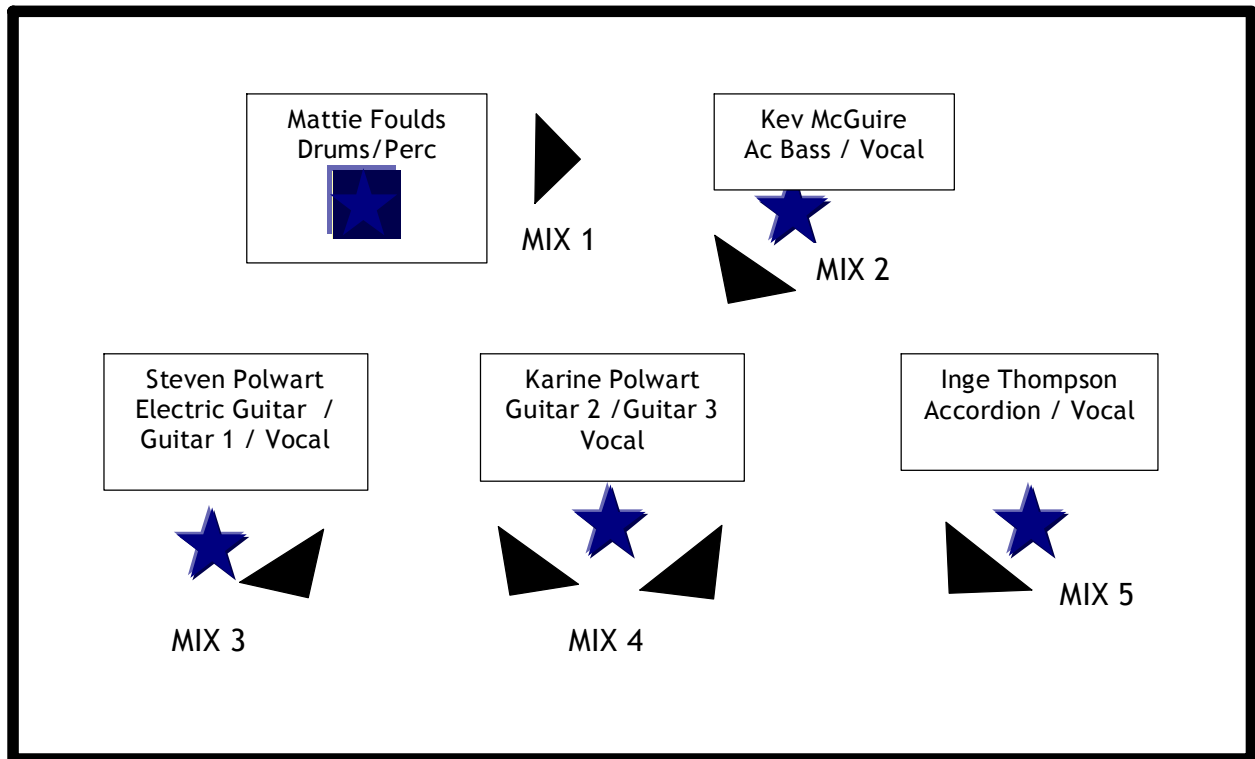 Mattie Foulds
Drums/Perc
MIX 1
Kev McGuire
Ac Bass / Vocal
MIX 2
Steven Polwart
Electric Guitar  /
Guitar 1 / Vocal
MIX 3
Karine Polwart
Guitar 2 /Guitar 3
Vocal
MIX 4
Inge Thompson
Accordion / Vocal
MIX 5